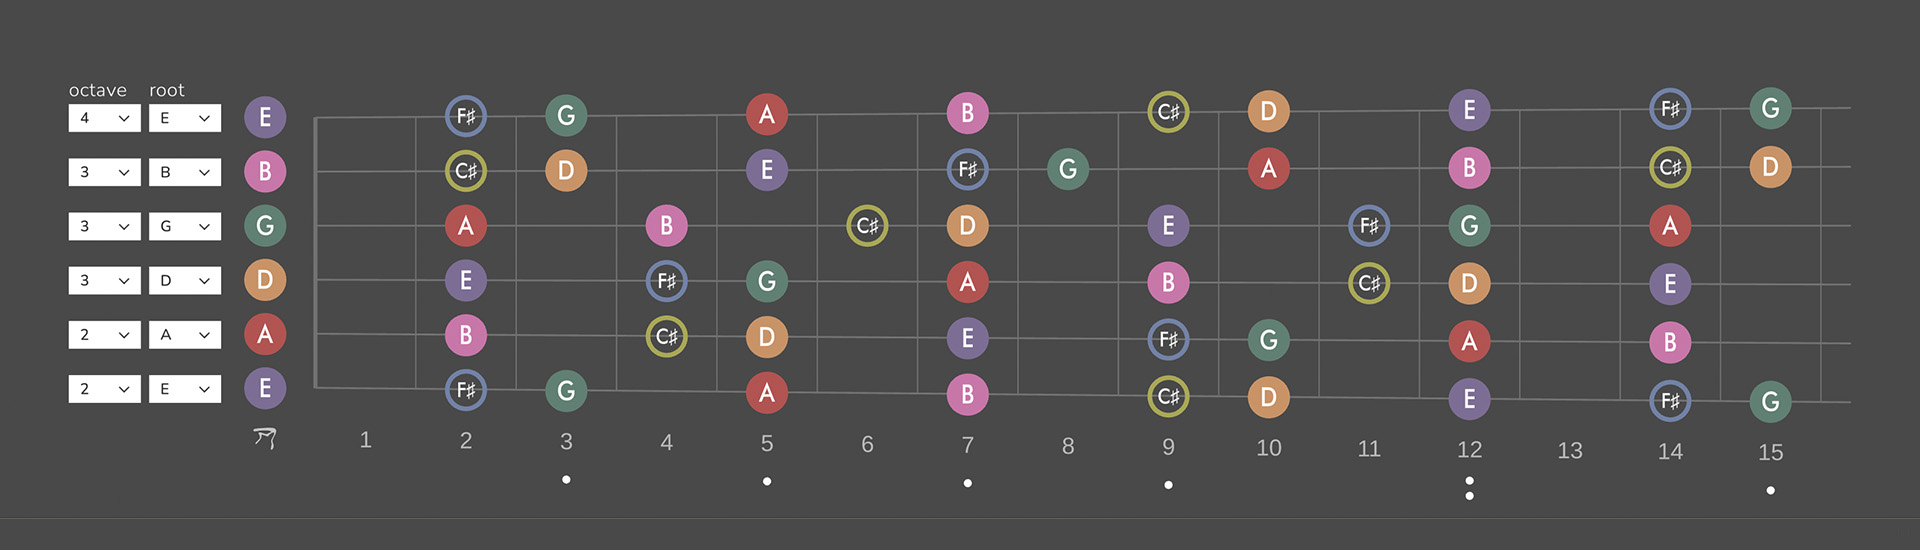 octave root
4 E E F♯ G A B C♯ D E F♯ G
3 B B C♯ D E F♯ G A B C♯ D
3 G G A B C♯ D E F♯ G A
3 D D E F♯ G A B C♯ D E
2 A A B C♯ D E F♯ G A B
2 E E F♯ G A B C♯ D E F♯ G
1 2 3 4 5 6 7 8 9 10 11 12 13 14 15